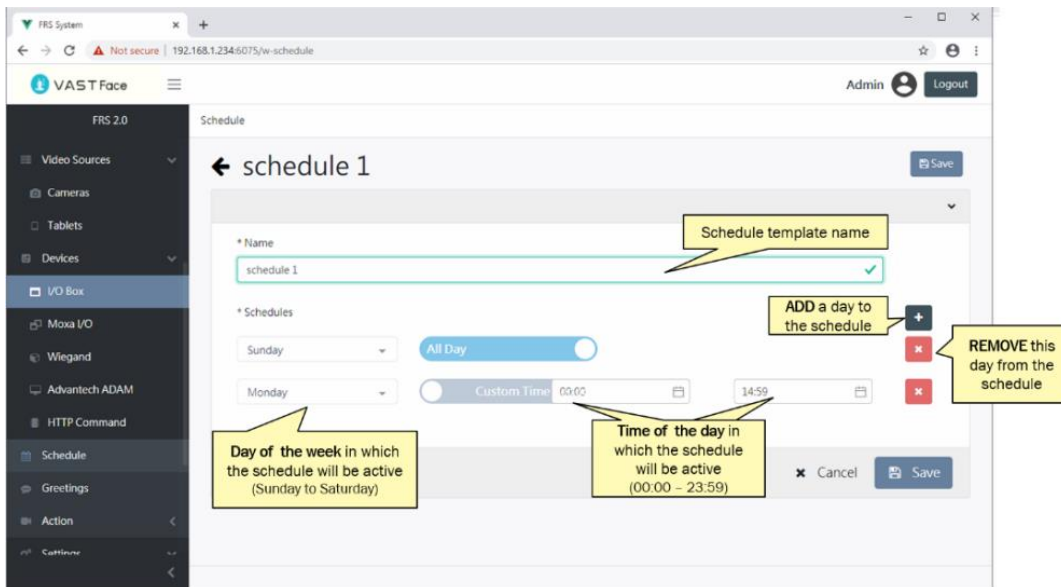 FRS System
Not secure | 192.168.1.234:6075/w-schedule
VAST Face
Admin
Logout
FRS 2.0
Schedule
Video Sources
Cameras
Tablets
Devices
I/O Box
Moxa I/O
Wiegand
Advantech ADAM
HTTP Command
Schedule
Greetings
Action
Settings
schedule 1
Save
Schedule template name
* Name
schedule 1
* Schedules
ADD a day to
the schedule
Sunday
All Day
REMOVE this
day from the
schedule
Monday
Custom Time
00:00
14:59
Day of the week in which
the schedule will be active
(Sunday to Saturday)
Time of the day in
which the schedule
will be active
(00:00 – 23:59)
Cancel
Save